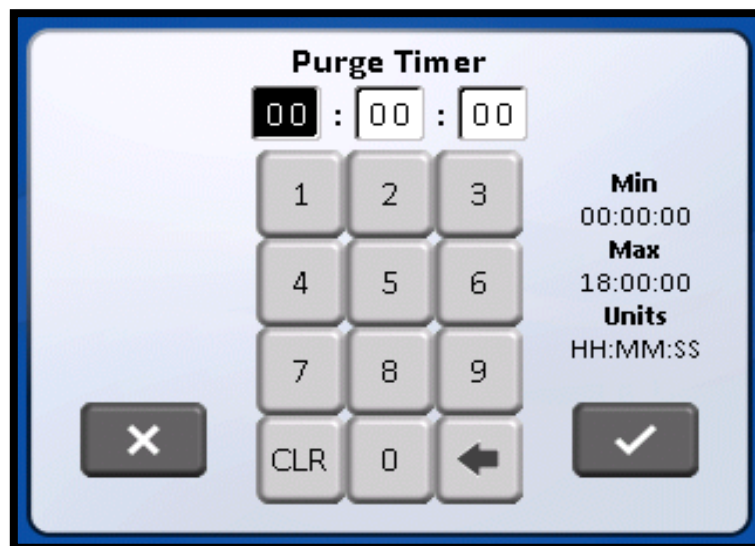 Purge Timer
00 : 00 : 00
1 2 3
4 5 6
7 8 9
CLR 0
Min
00:00:00
Max
18:00:00
Units
HH:MM:SS